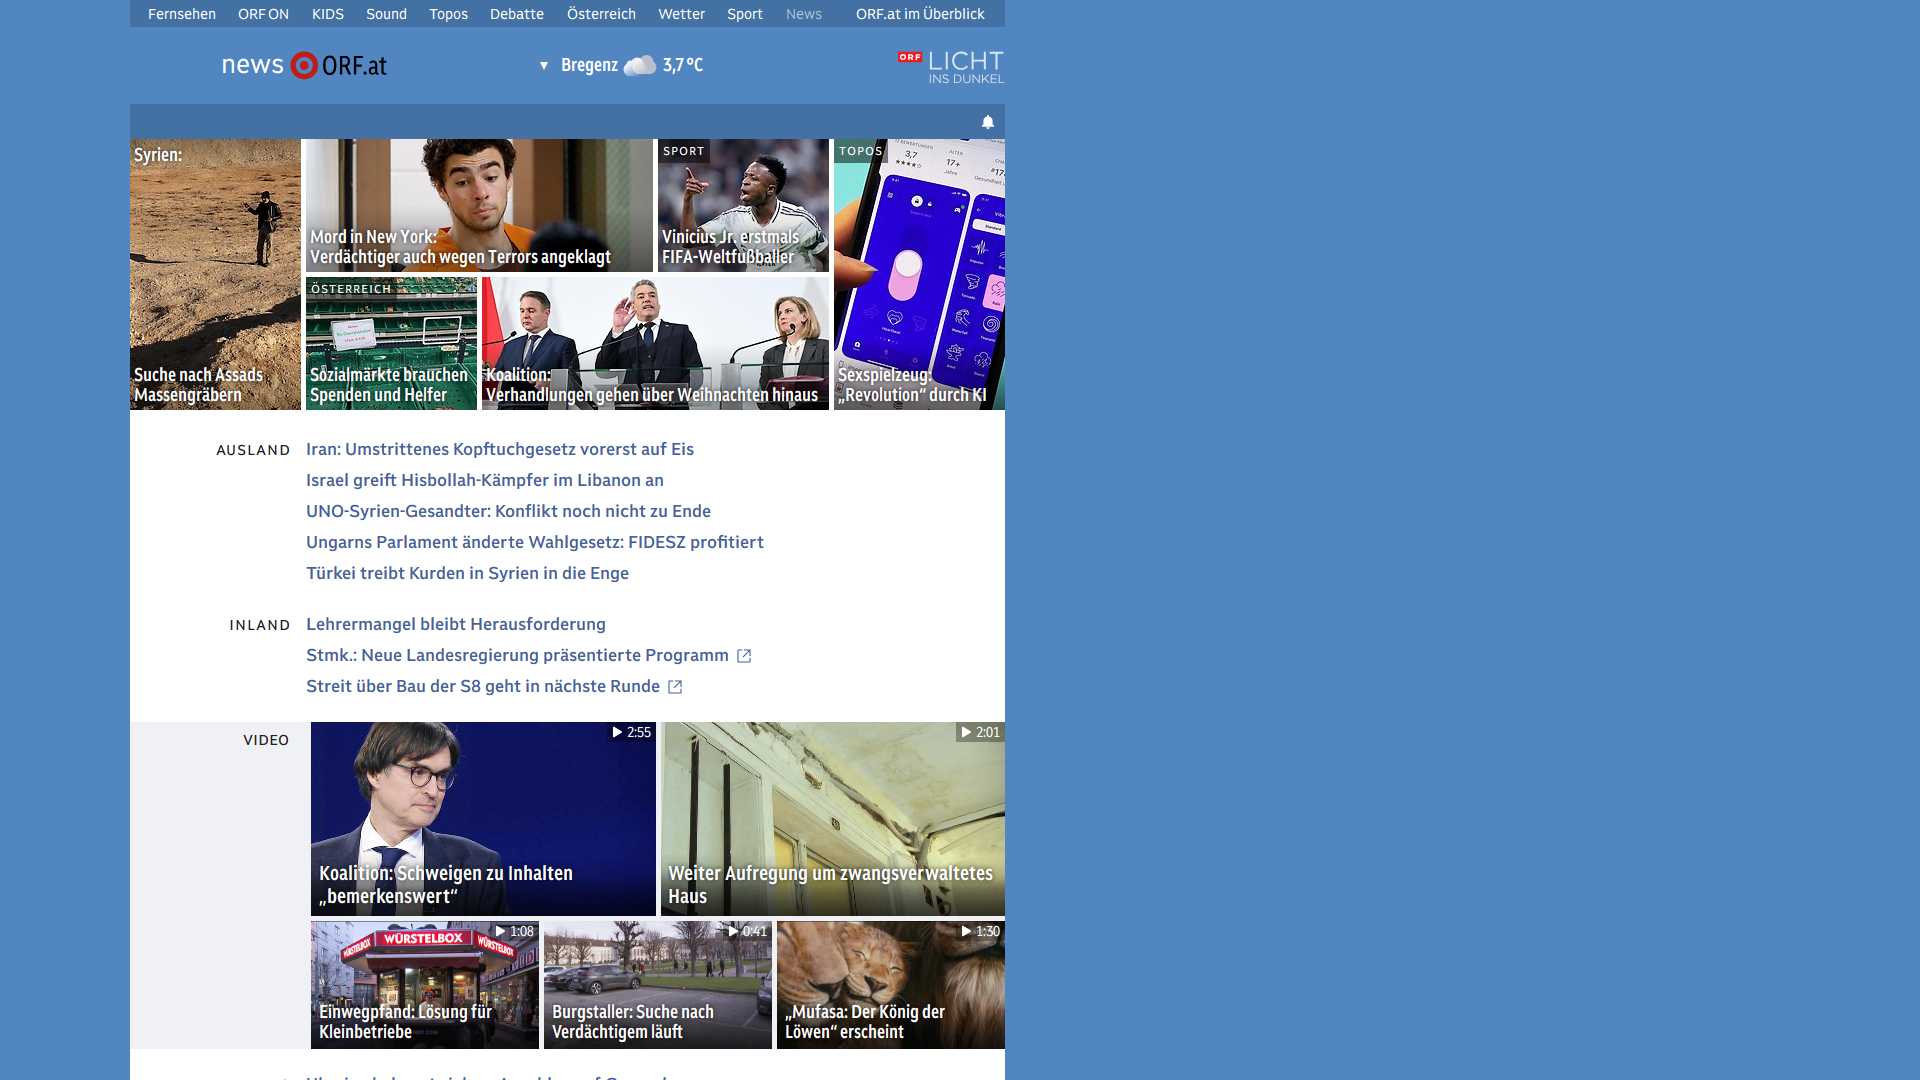 Fernsehen ORF ON KIDS Sound Topos Debatte Österreich Wetter Sport News ORF.at im Überblick
news ORF.at
Bregenz 3,7 °C
ORF LICHT
INS DUNKEL
Syrien:
Suche nach Assads
Massengräbern
Mord in New York:
Verdächtiger auch wegen Terrors angeklagt
SPORT
Vinicius Jr. erstmals
FIFA-Weltfußballer
TOPOS
3,7
17+
Jahre
Sexspielzeug:
„Revolution“ durch KI
ÖSTERREICH
Sozialmärkte brauchen
Spenden und Helfer
Koalition:
Verhandlungen gehen über Weihnachten hinaus
AUSLAND
Iran: Umstrittenes Kopftuchgesetz vorerst auf Eis
Israel greift Hisbollah-Kämpfer im Libanon an
UNO-Syrien-Gesandter: Konflikt noch nicht zu Ende
Ungarns Parlament änderte Wahlgesetz: FIDESZ profitiert
Türkei treibt Kurden in Syrien in die Enge
INLAND
Lehrermangel bleibt Herausforderung
Stmk.: Neue Landesregierung präsentierte Programm
Streit über Bau der S8 geht in nächste Runde
VIDEO
2:55
Koalition: Schweigen zu Inhalten
„bemerkenswert“
2:01
Weiter Aufregung um zwangsverwaltetes
Haus
1:08
WÜRSTELBOX WÜRSTELBOX WÜRSTELBOX
Einwegpfand: Lösung für
Kleinbetriebe
0:41
Burgstaller: Suche nach
Verdächtigem läuft
1:30
„Mufasa: Der König der
Löwen“ erscheint